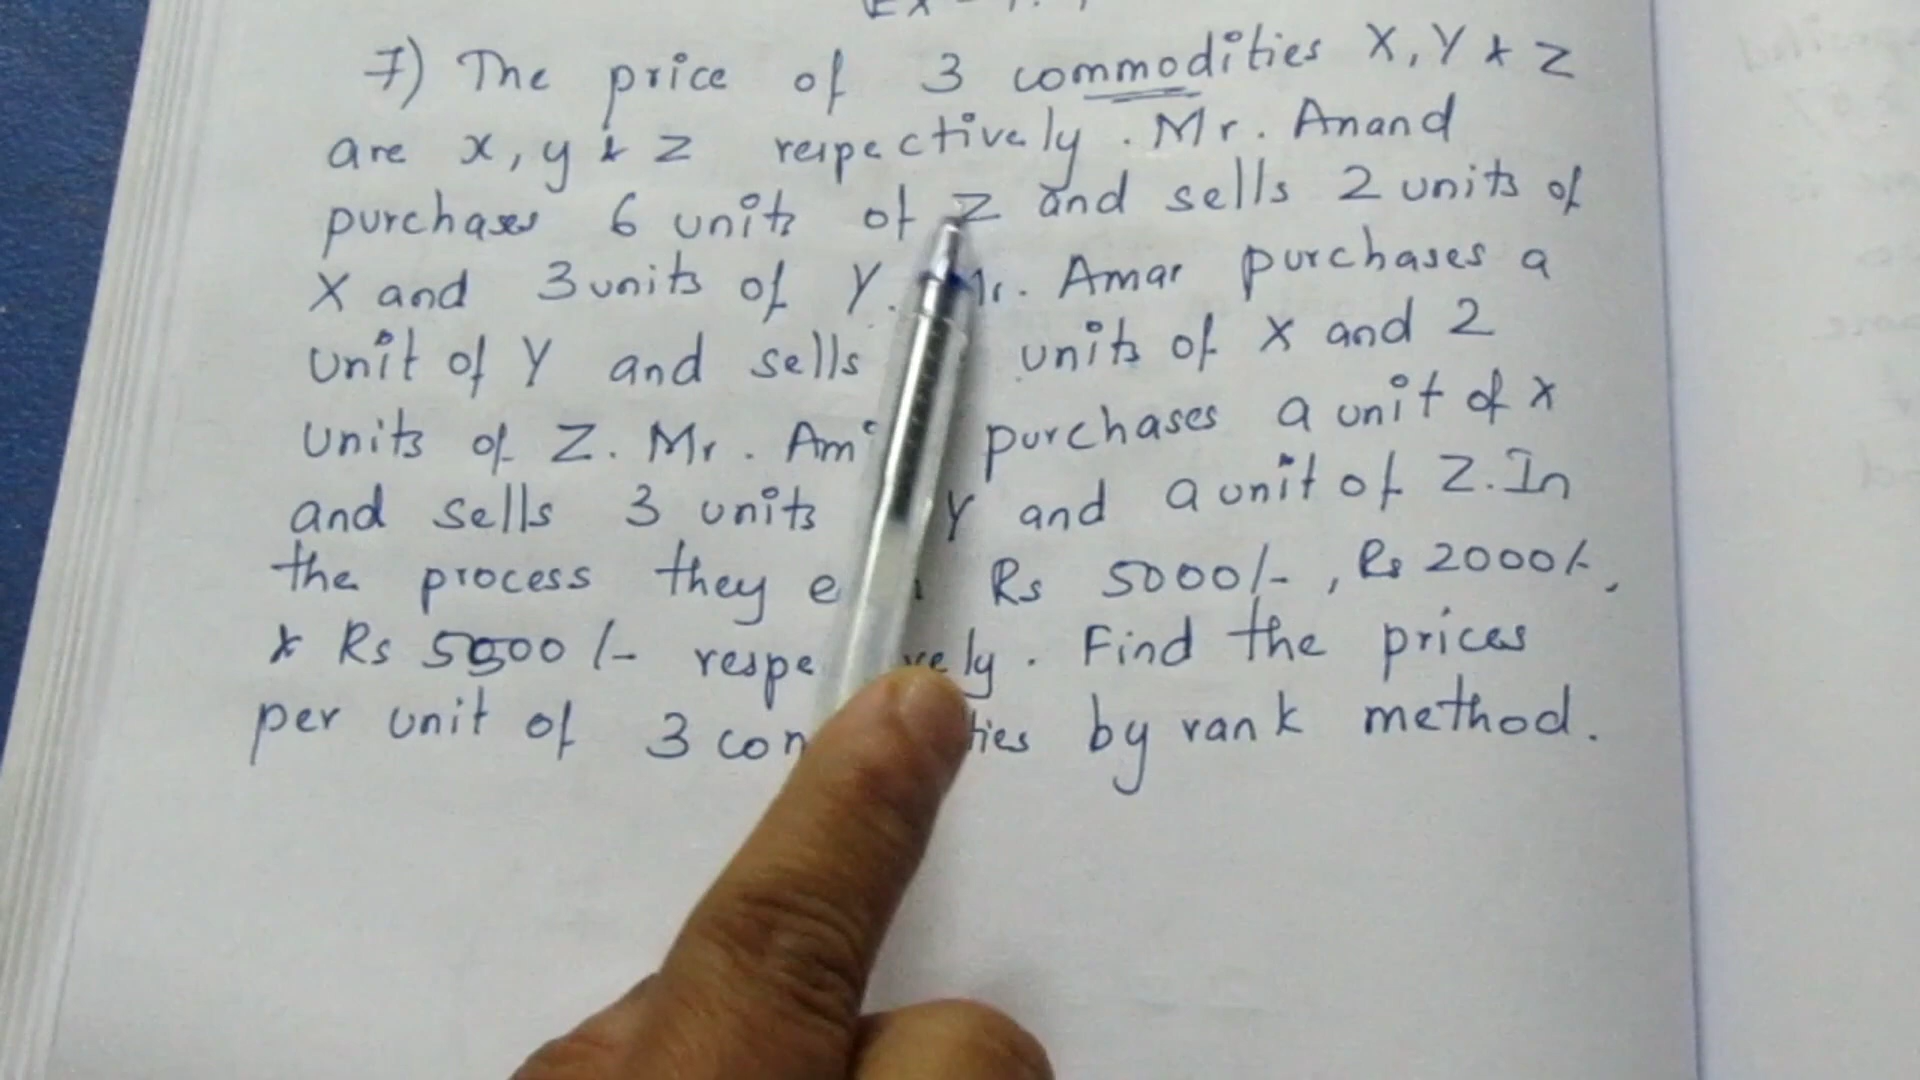 7) The price of 3 commodities X, Y & Z
are x, y & z respectively. Mr. Anand
purchases 6 units of Z and sells 2 units of
X and 3 units of Y. Mr. Amar purchases a
unit of Y and sells units of X and 2
units of Z. Mr. purchases a unit of X
and sells 3 units Y and a unit of Z. In
the process they Rs 5000/-, Rs 2000/-,
& Rs 5500/- respectively. Find the prices
per unit of 3 by rank method.